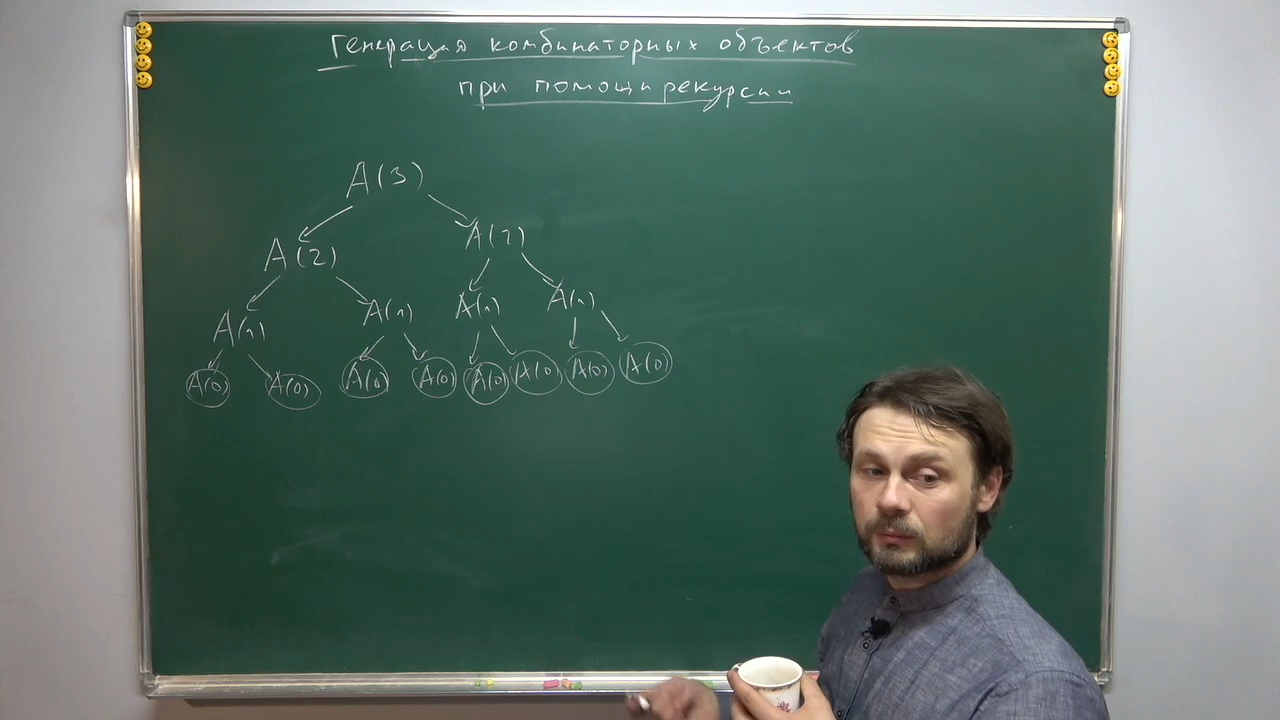 Генерация комбинаторных объектов
при помощи рекурсии
A(3)
A(2) A(2)
A(1) A(1) A(1) A(1)
A(0) A(0) A(0) A(0) A(0) A(0) A(0) A(0)